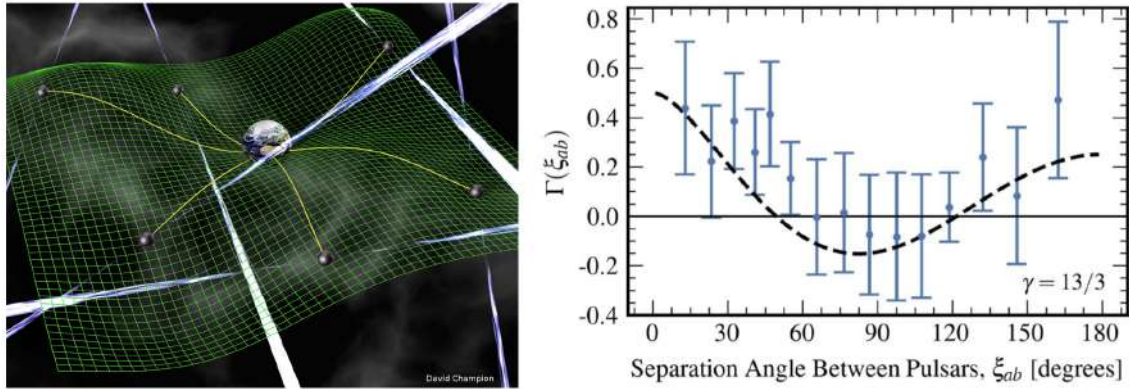 David Champion
0.8
0.6
0.4
0.2
0.0
-0.2
-0.4
Γ(ξab)
γ = 13/3
0 30 60 90 120 150 180
Separation Angle Between Pulsars, ξab [degrees]